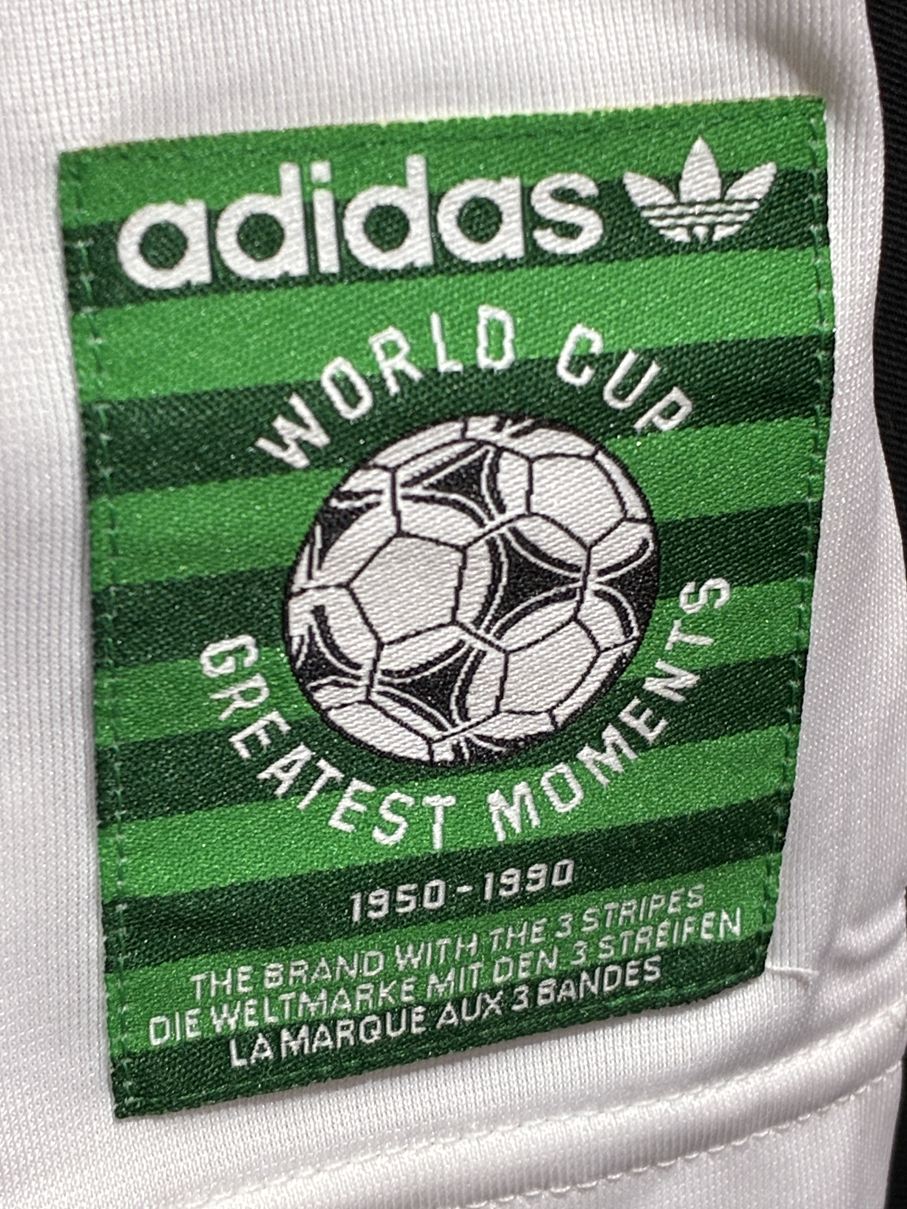 adidas
WORLD CUP
GREATEST MOMENTS
1950-1990
THE BRAND WITH THE 3 STRIPES
DIE WELTMARKE MIT DEN 3 STREIFEN
LA MARQUE AUX 3 BANDES